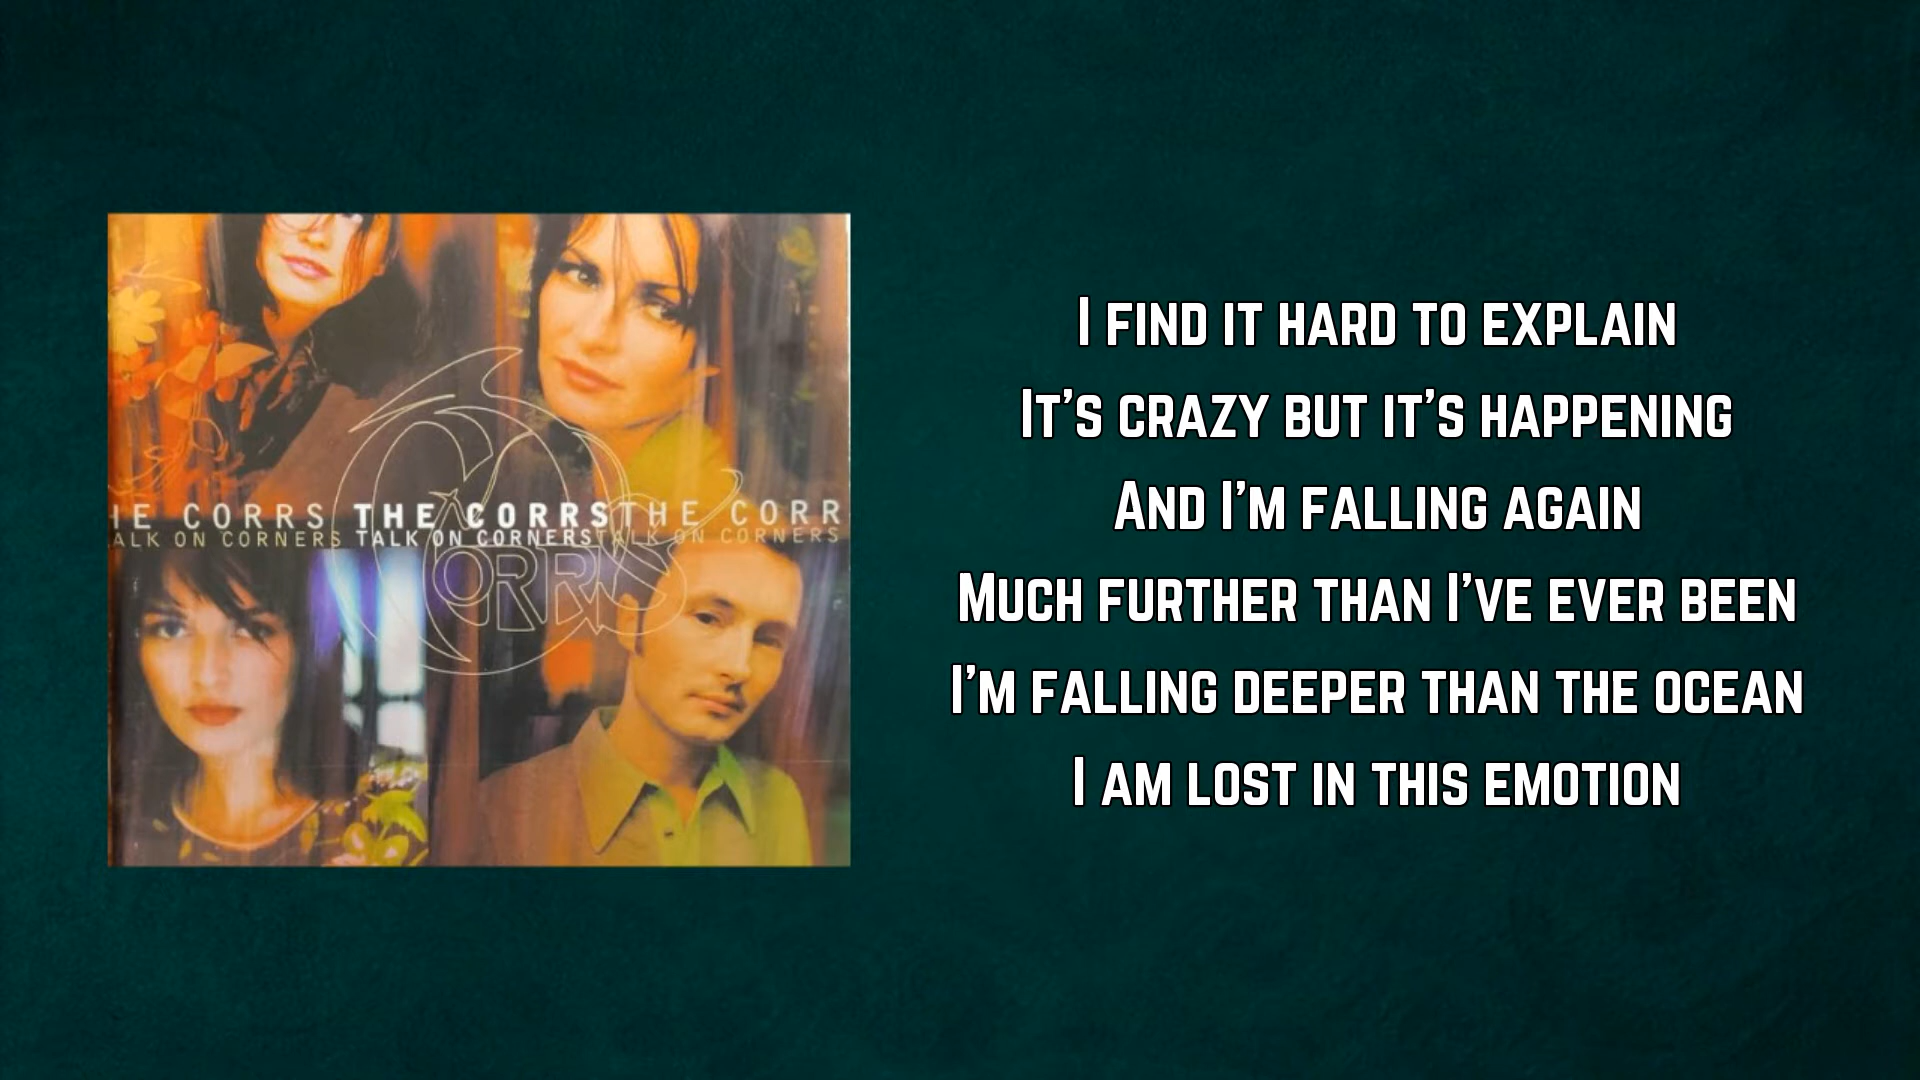 HE CORRS THE CORRS THE CORR
ALK ON CORNERS TALK ON CORNERS TALK ON CORNERS
CORRS
I find it hard to explain
It's crazy but it's happening
And I'm falling again
Much further than I've ever been
I'm falling deeper than the ocean
I am lost in this emotion